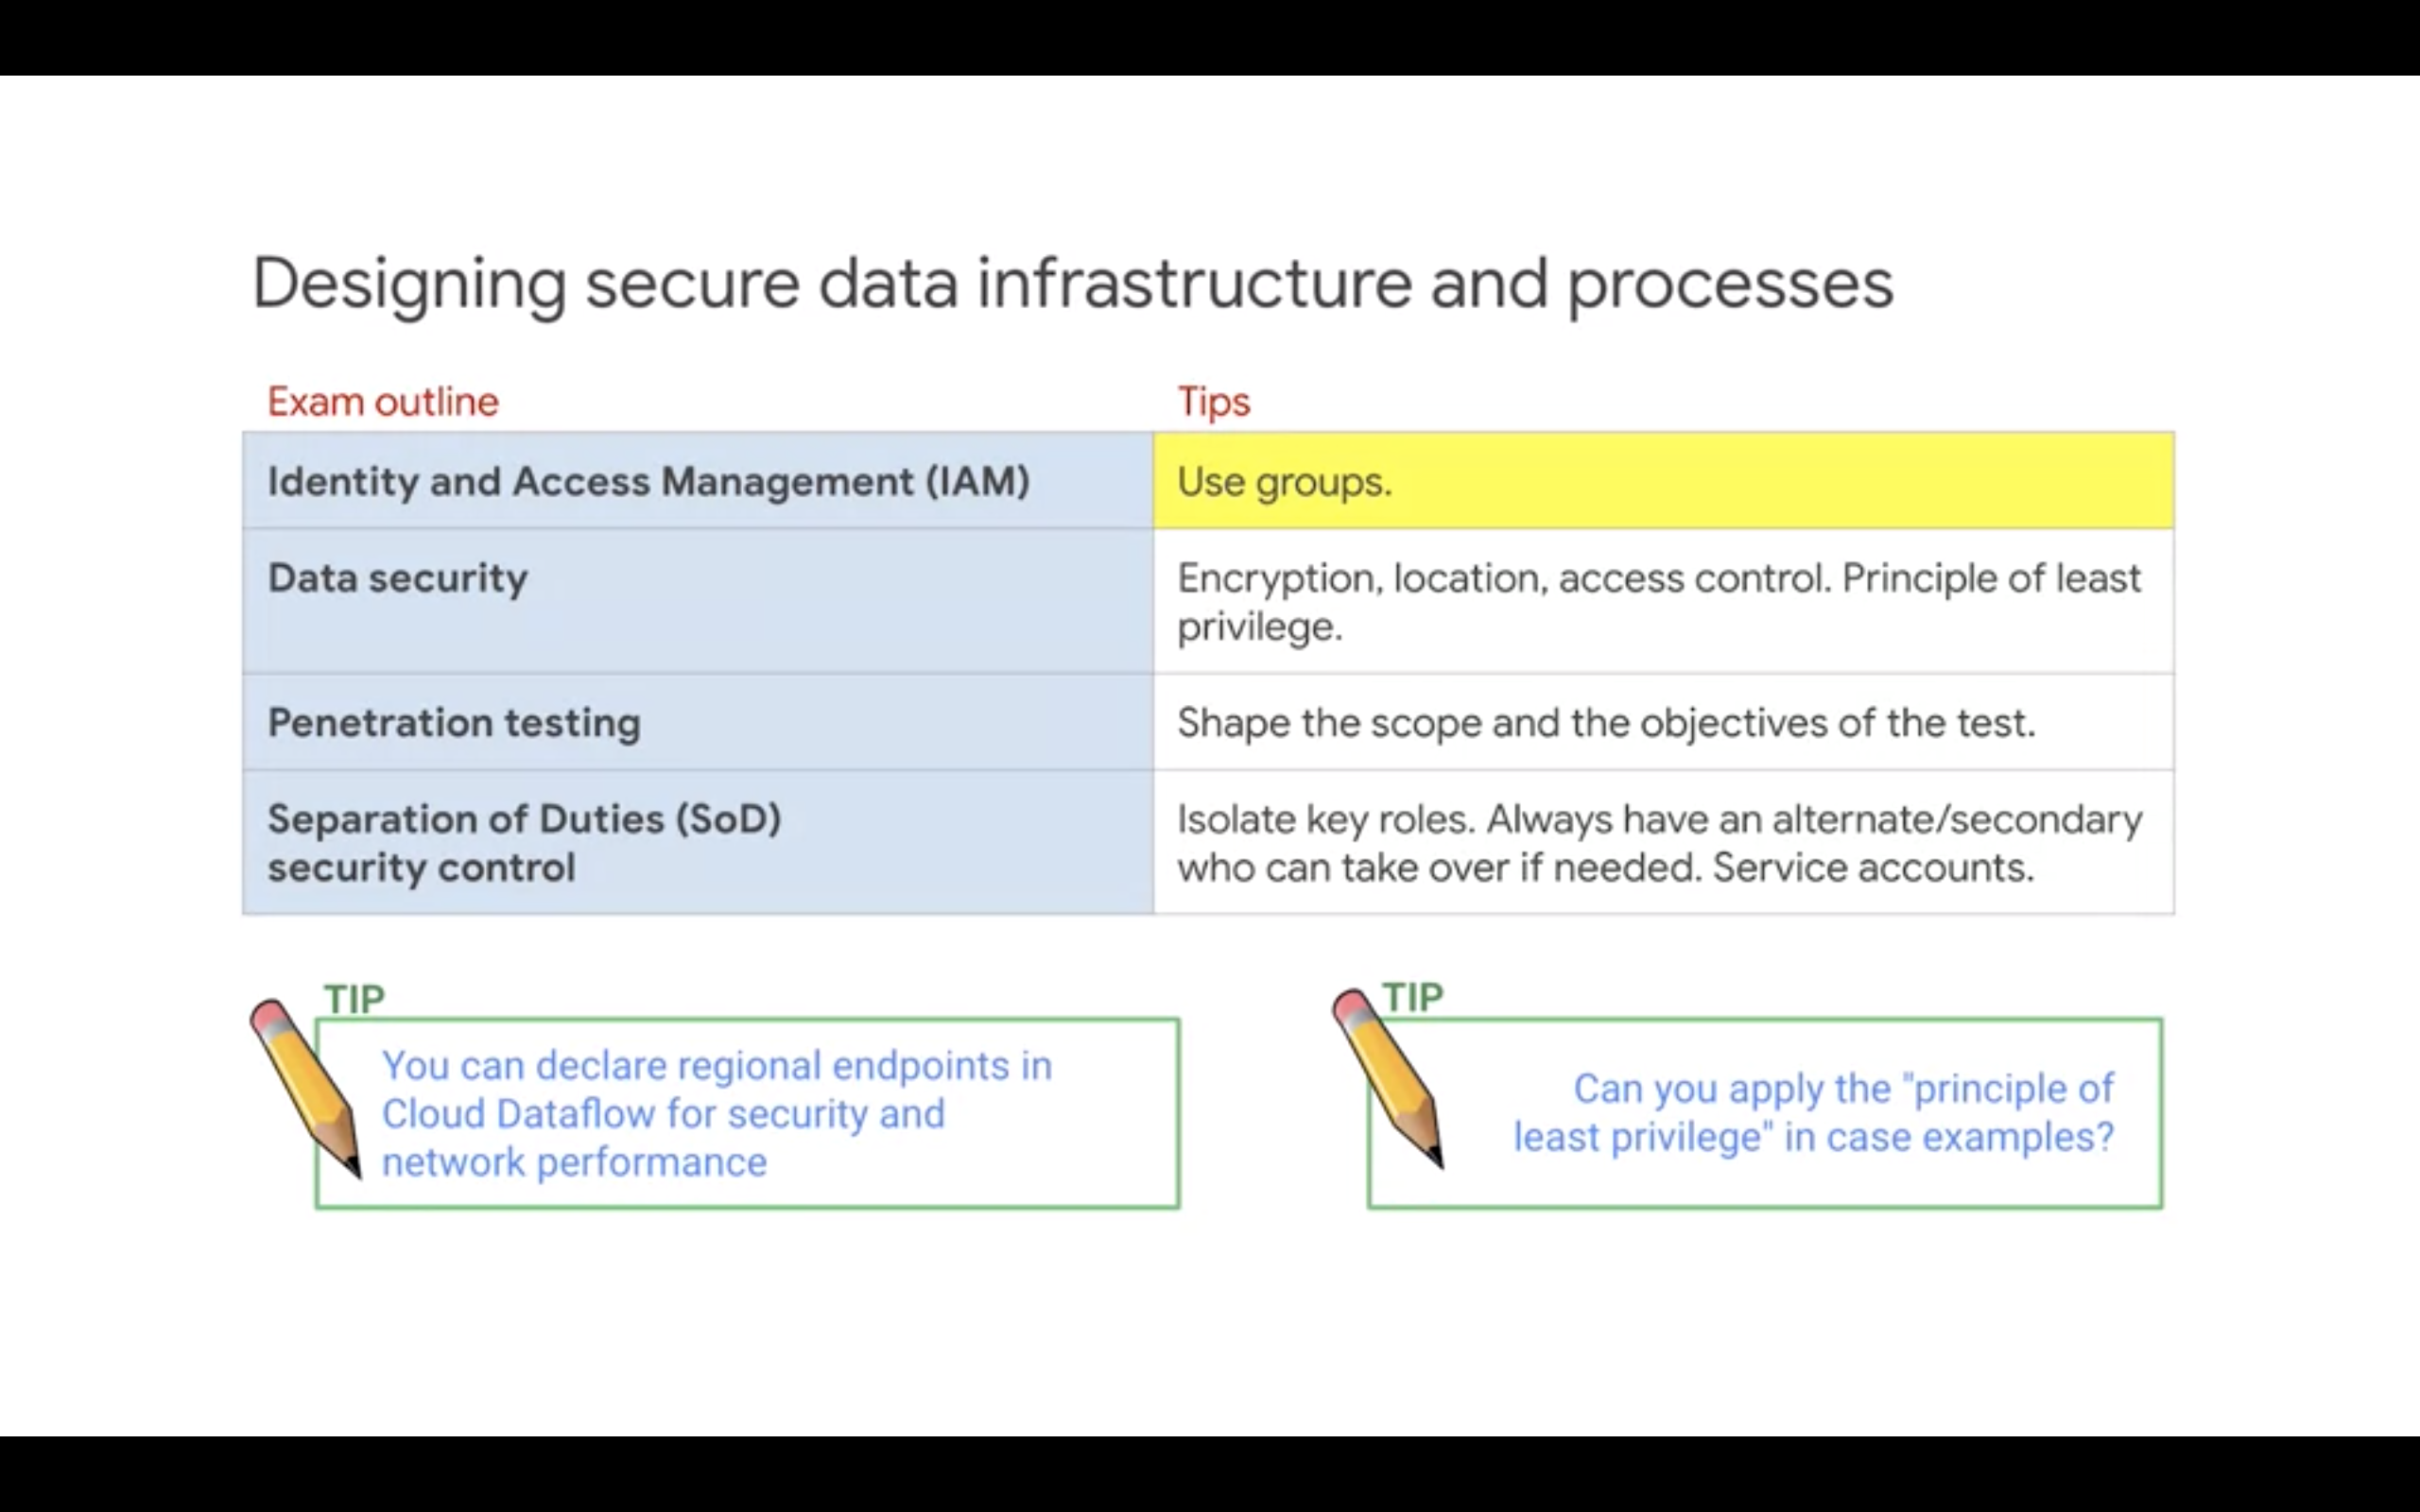 Designing secure data infrastructure and processes
Exam outline
Tips
Identity and Access Management (IAM)
Use groups.
Data security
Encryption, location, access control. Principle of least
privilege.
Penetration testing
Shape the scope and the objectives of the test.
Separation of Duties (SoD)
security control
Isolate key roles. Always have an alternate/secondary
who can take over if needed. Service accounts.
TIP
You can declare regional endpoints in
Cloud Dataflow for security and
network performance
TIP
Can you apply the "principle of
least privilege" in case examples?